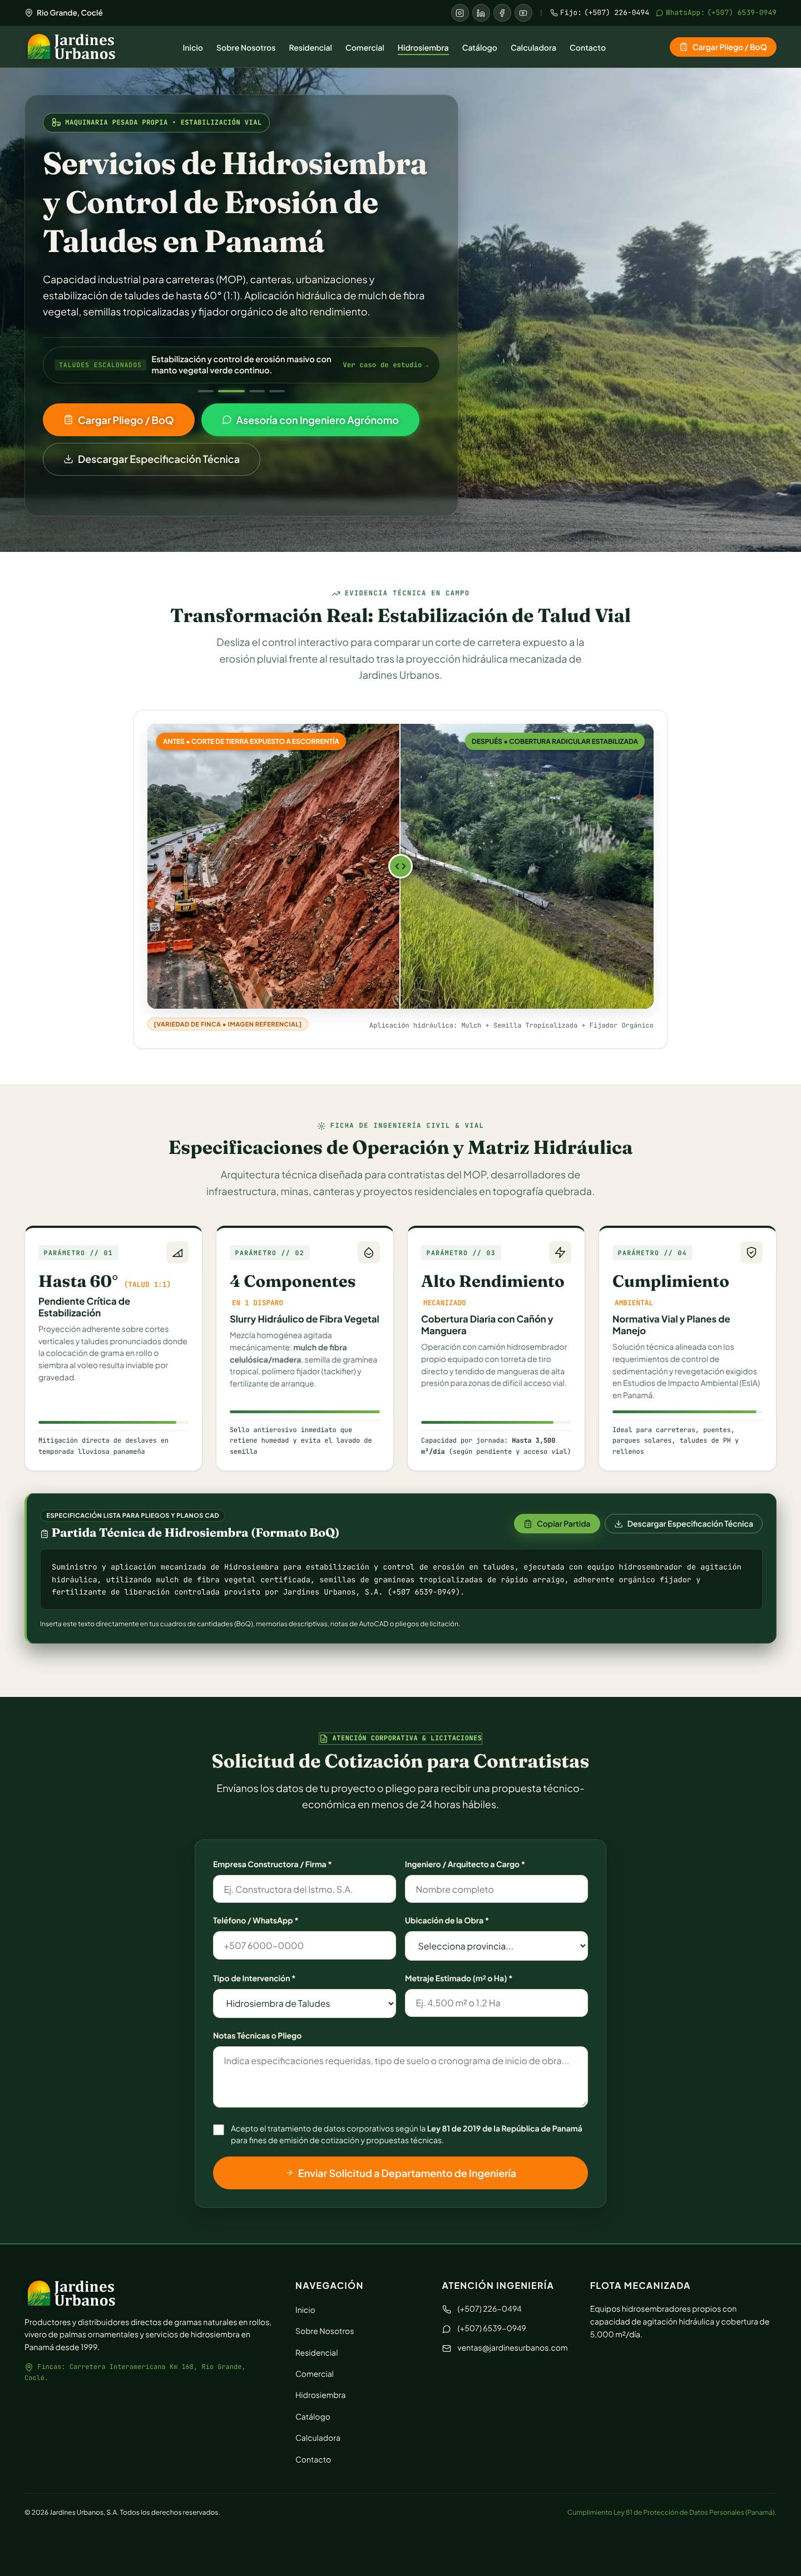 Río Grande, Coclé
Fijo: (+507) 226-0494
WhatsApp: (+507) 6539-0949
Jardines
Urbanos
Inicio
Sobre Nosotros
Residencial
Comercial
Hidrosiembra
Catálogo
Calculadora
Contacto
Cargar Pliego / BoQ
MAQUINARIA PESADA PROPIA • ESTABILIZACIÓN VIAL
Servicios de Hidrosiembra
y Control de Erosión de
Taludes en Panamá
Capacidad industrial para carreteras (MOP), canteras, urbanizaciones y
estabilización de taludes de hasta 60° (1:1). Aplicación hidráulica de mulch de fibra
vegetal, semillas tropicalizadas y fijador orgánico de alto rendimiento.
TALUDES ESCALONADOS
Estabilización y control de erosión masivo con
manto vegetal verde continuo.
Ver caso de estudio →
Cargar Pliego / BoQ
Asesoría con Ingeniero Agrónomo
Descargar Especificación Técnica
EVIDENCIA TÉCNICA EN CAMPO
Transformación Real: Estabilización de Talud Vial
Desliza el control interactivo para comparar un corte de carretera expuesto a la
erosión pluvial frente al resultado tras la proyección hidráulica mecanizada de
Jardines Urbanos.
ANTES • CORTE DE TIERRA EXPUESTO A ESCORRENTÍA
DESPUÉS • COBERTURA RADICULAR ESTABILIZADA
[VARIEDAD DE FINCA • IMAGEN REFERENCIAL]
Aplicación hidráulica: Mulch + Semilla Tropicalizada + Fijador Orgánico
FICHA DE INGENIERÍA CIVIL & VIAL
Especificaciones de Operación y Matriz Hidráulica
Arquitectura técnica diseñada para contratistas del MOP, desarrolladores de
infraestructura, minas, canteras y proyectos residenciales en topografía quebrada.
PARÁMETRO // 01
Hasta 60° (TALUD 1:1)
Pendiente Crítica de
Estabilización
Proyección adherente sobre cortes
verticales y taludes pronunciados donde
la colocación de grama en rollo o
siembra al voleo resulta inviable por
gravedad.
Mitigación directa de deslaves en
temporada lluviosa panameña
PARÁMETRO // 02
4 Componentes
EN 1 DISPARO
Slurry Hidráulico de Fibra Vegetal
Mezcla homogénea agitada
mecánicamente: mulch de fibra
celulósica/madera, semilla de gramínea
tropical, polímero fijador (tackifier) y
fertilizante de arranque.
Sello antierosivo inmediato que
retiene humedad y evita el lavado de
semilla
PARÁMETRO // 03
Alto Rendimiento
MECANIZADO
Cobertura Diaria con Cañón y
Manguera
Operación con camión hidrosembrador
propio equipado con torreta de tiro
directo y tendido de mangueras de alta
presión para zonas de difícil acceso vial.
Capacidad por jornada: Hasta 3,500
m²/día (según pendiente y acceso vial)
PARÁMETRO // 04
Cumplimiento
AMBIENTAL
Normativa Vial y Planes de
Manejo
Solución técnica alineada con los
requerimientos de control de
sedimentación y revegetación exigidos
en Estudios de Impacto Ambiental (EsIA)
en Panamá.
Ideal para carreteras, puentes,
parques solares, taludes de PH y
rellenos
ESPECIFICACIÓN LISTA PARA PLIEGOS Y PLANOS CAD
Partida Técnica de Hidrosiembra (Formato BoQ)
Copiar Partida
Descargar Especificación Técnica
Suministro y aplicación mecanizada de Hidrosiembra para estabilización y control de erosión en taludes, ejecutada con equipo hidrosembrador de agitación
hidráulica, utilizando mulch de fibra vegetal certificada, semillas de gramíneas tropicalizadas de rápido arraigo, adherente orgánico fijador y
fertilizante de liberación controlada provisto por Jardines Urbanos, S.A. (+507 6539-0949).
Inserta este texto directamente en tus cuadros de cantidades (BoQ), memorias descriptivas, notas de AutoCAD o pliegos de licitación.
ATENCIÓN CORPORATIVA & LICITACIONES
Solicitud de Cotización para Contratistas
Envíanos los datos de tu proyecto o pliego para recibir una propuesta técnico-
económica en menos de 24 horas hábiles.
Empresa Constructora / Firma *
Ingeniero / Arquitecto a Cargo *
Ej. Constructora del Istmo, S.A.
Nombre completo
Teléfono / WhatsApp *
Ubicación de la Obra *
+507 6000-0000
Selecciona provincia...
Tipo de Intervención *
Metraje Estimado (m² o Ha) *
Hidrosiembra de Taludes
Ej. 4,500 m² o 1.2 Ha
Notas Técnicas o Pliego
Indica especificaciones requeridas, tipo de suelo o cronograma de inicio de obra...
Acepto el tratamiento de datos corporativos según la Ley 81 de 2019 de la República de Panamá
para fines de emisión de cotización y propuestas técnicas.
Enviar Solicitud a Departamento de Ingeniería
Jardines
Urbanos
Productores y distribuidores directos de gramas naturales en rollos,
vivero de palmas ornamentales y servicios de hidrosiembra en
Panamá desde 1999.
Fincas: Carretera Interamericana Km 168, Río Grande,
Coclé.
NAVEGACIÓN
Inicio
Sobre Nosotros
Residencial
Comercial
Hidrosiembra
Catálogo
Calculadora
Contacto
ATENCIÓN INGENIERÍA
(+507) 226-0494
(+507) 6539-0949
ventas@jardinesurbanos.com
FLOTA MECANIZADA
Equipos hidrosembradores propios con
capacidad de agitación hidráulica y cobertura de
5,000 m²/día.
© 2026 Jardines Urbanos, S.A. Todos los derechos reservados.
Cumplimiento Ley 81 de Protección de Datos Personales (Panamá).